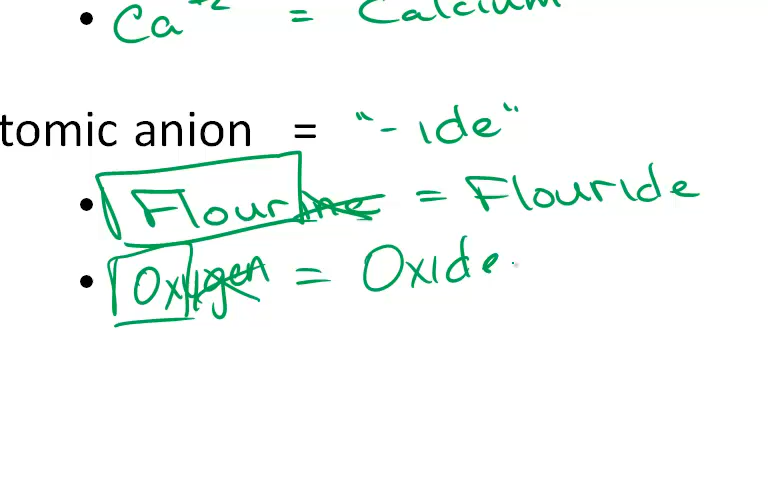 • Ca⁺² = Calcium
tomic anion = "-ide"
• Flourine = Flouride
• Oxygen = Oxide